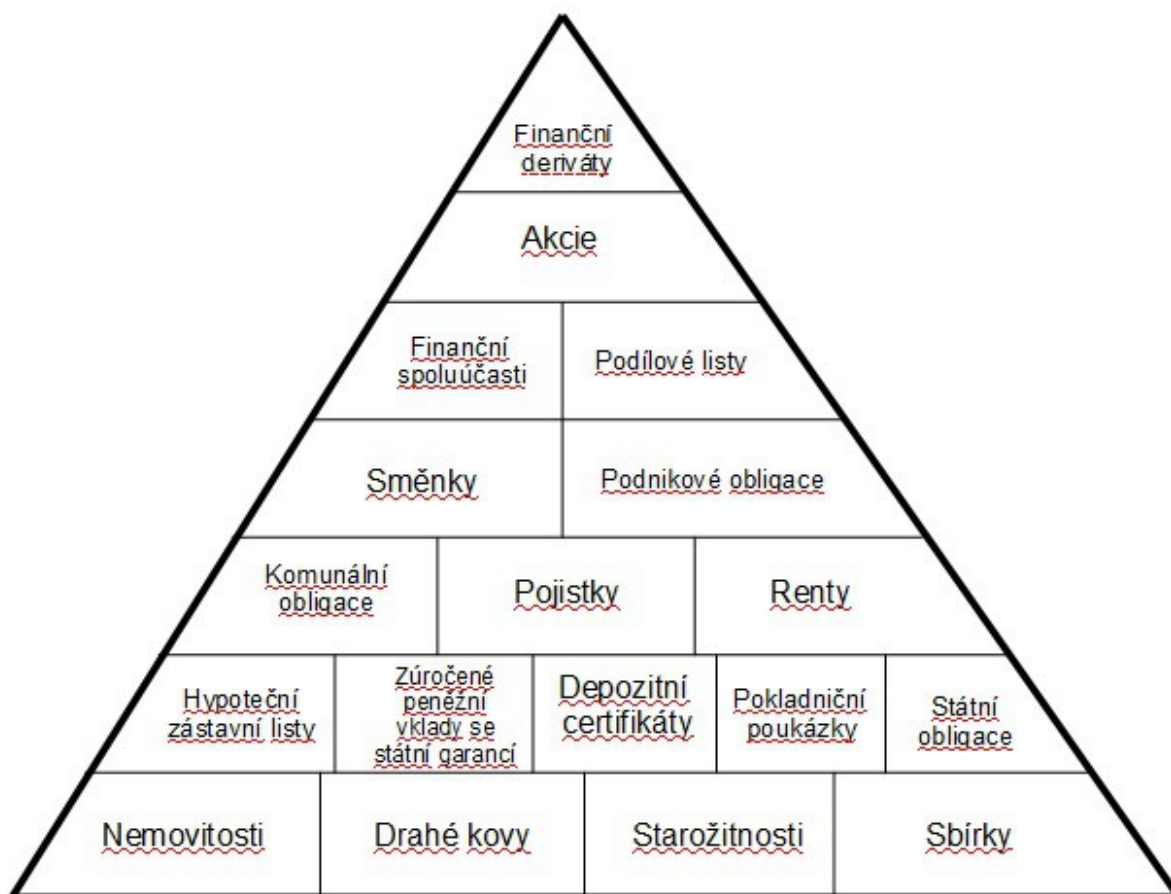 Finanční
deriváty
Akcie
Finanční
spoluúčasti
Podílové listy
Směnky
Podnikové obligace
Komunální
obligace
Pojistky
Renty
Hypoteční
zástavní listy
Zúročené
peněžní
vklady se
státní garancí
Depozitní
certifikáty
Pokladniční
poukázky
Státní
obligace
Nemovitosti
Drahé kovy
Starožitnosti
Sbírky